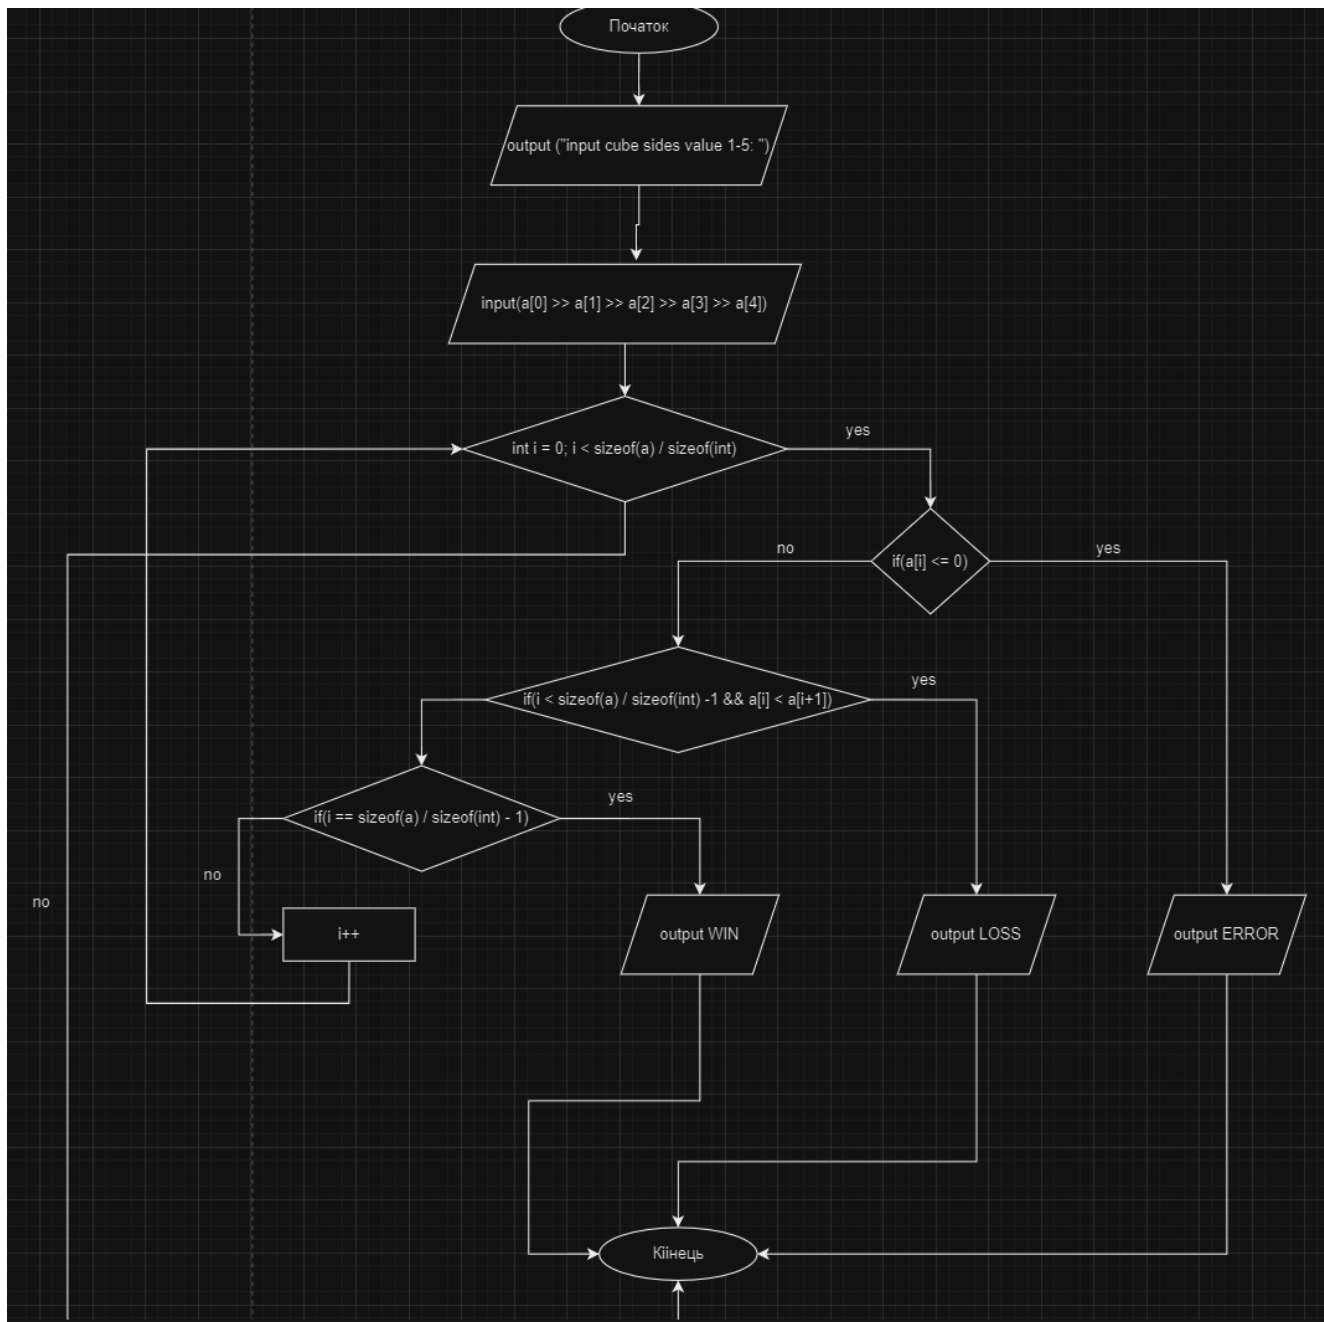 Початок
output ("input cube sides value 1-5: ")
input(a[0] >> a[1] >> a[2] >> a[3] >> a[4])
yes
int i = 0; i < sizeof(a) / sizeof(int)
no
yes
if(a[i] <= 0)
yes
if(i < sizeof(a) / sizeof(int) -1 && a[i] < a[i+1])
yes
if(i == sizeof(a) / sizeof(int) - 1)
no
no
i++
output WIN
output LOSS
output ERROR
Кіінець